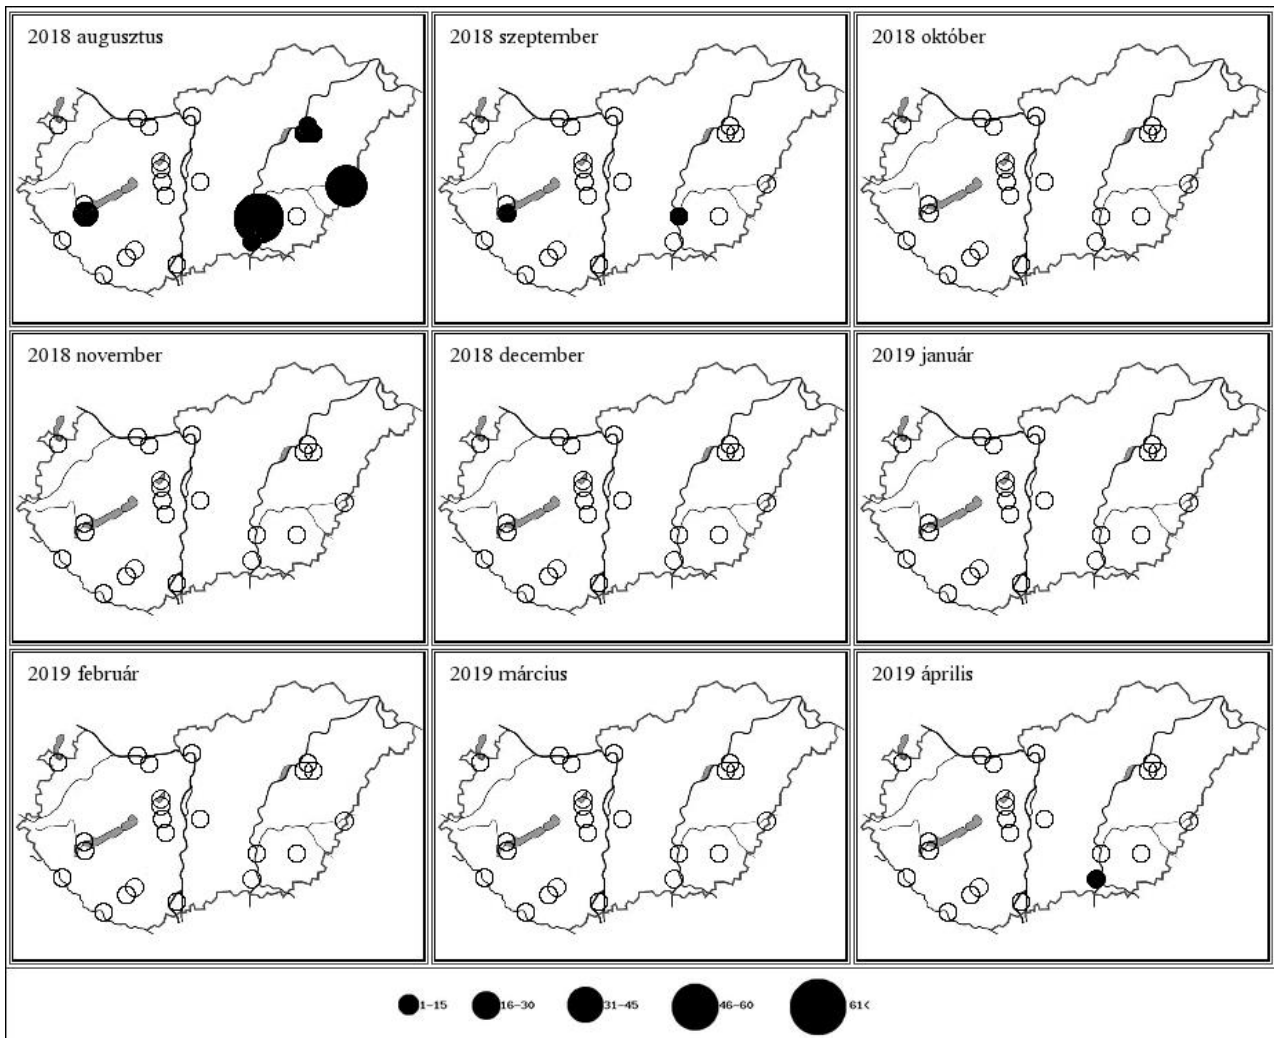 2018 augusztus
2018 szeptember
2018 október
2018 november
2018 december
2019 január
2019 február
2019 március
2019 április
1-15 16-30 31-45 46-60 61<